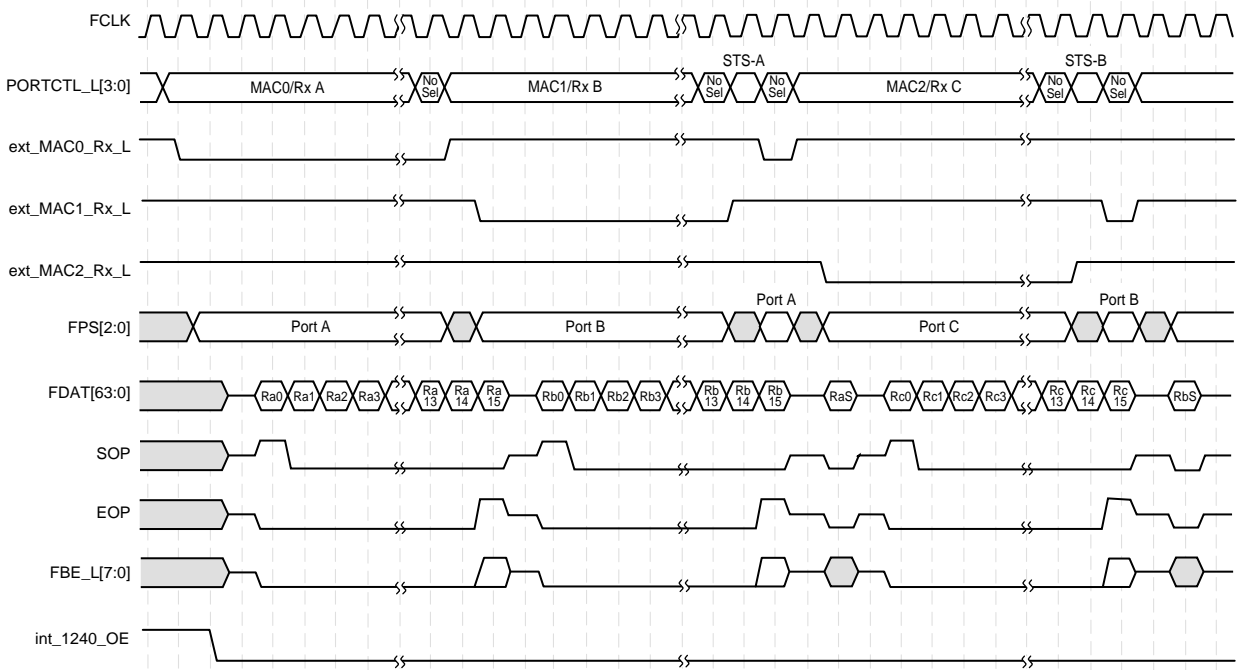 FCLK
STS-A
STS-B
PORTCTL_L[3:0]
MAC0/Rx A
No
Sel
MAC1/Rx B
No
Sel
No
Sel
MAC2/Rx C
No
Sel
No
Sel
ext_MAC0_Rx_L
ext_MAC1_Rx_L
ext_MAC2_Rx_L
Port A
Port B
FPS[2:0]
Port A
Port B
Port C
FDAT[63:0]
Ra0
Ra1
Ra2
Ra3
Ra
13
Ra
14
Ra
15
Rb0
Rb1
Rb2
Rb3
Rb
13
Rb
14
Rb
15
RaS
Rc0
Rc1
Rc2
Rc3
Rc
13
Rc
14
Rc
15
RbS
SOP
EOP
FBE_L[7:0]
int_1240_OE